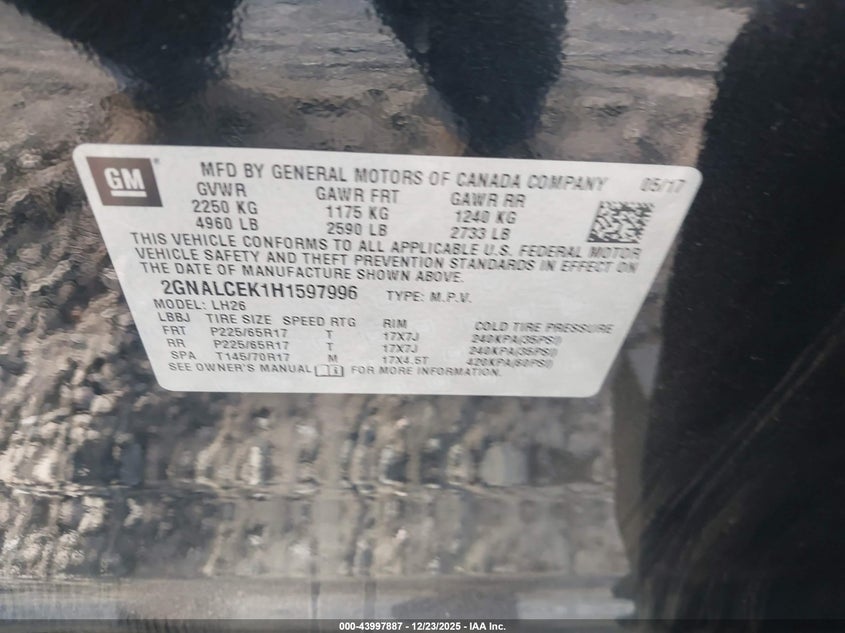 GM
MFD BY GENERAL MOTORS OF CANADA COMPANY 05/17
GVWR GAWR FRT GAWR RR
2250 KG 1175 KG 1240 KG
4960 LB 2590 LB 2733 LB
THIS VEHICLE CONFORMS TO ALL APPLICABLE U.S. FEDERAL MOTOR
VEHICLE SAFETY AND THEFT PREVENTION STANDARDS IN EFFECT ON
THE DATE OF MANUFACTURE SHOWN ABOVE.
2GNALCEK1H1597996 TYPE: M.P.V.
MODEL: LH26
LBBJ TIRE SIZE SPEED RTG RIM COLD TIRE PRESSURE
FRT P225/65R17 T 17X7J 240KPA(35PSI)
RR P225/65R17 T 17X7J 240KPA(35PSI)
SPA T145/70R17 M 17X4.5T 420KPA(60PSI)
SEE OWNER'S MANUAL FOR MORE INFORMATION.
000-43997887 — 12/23/2025 — IAA Inc.